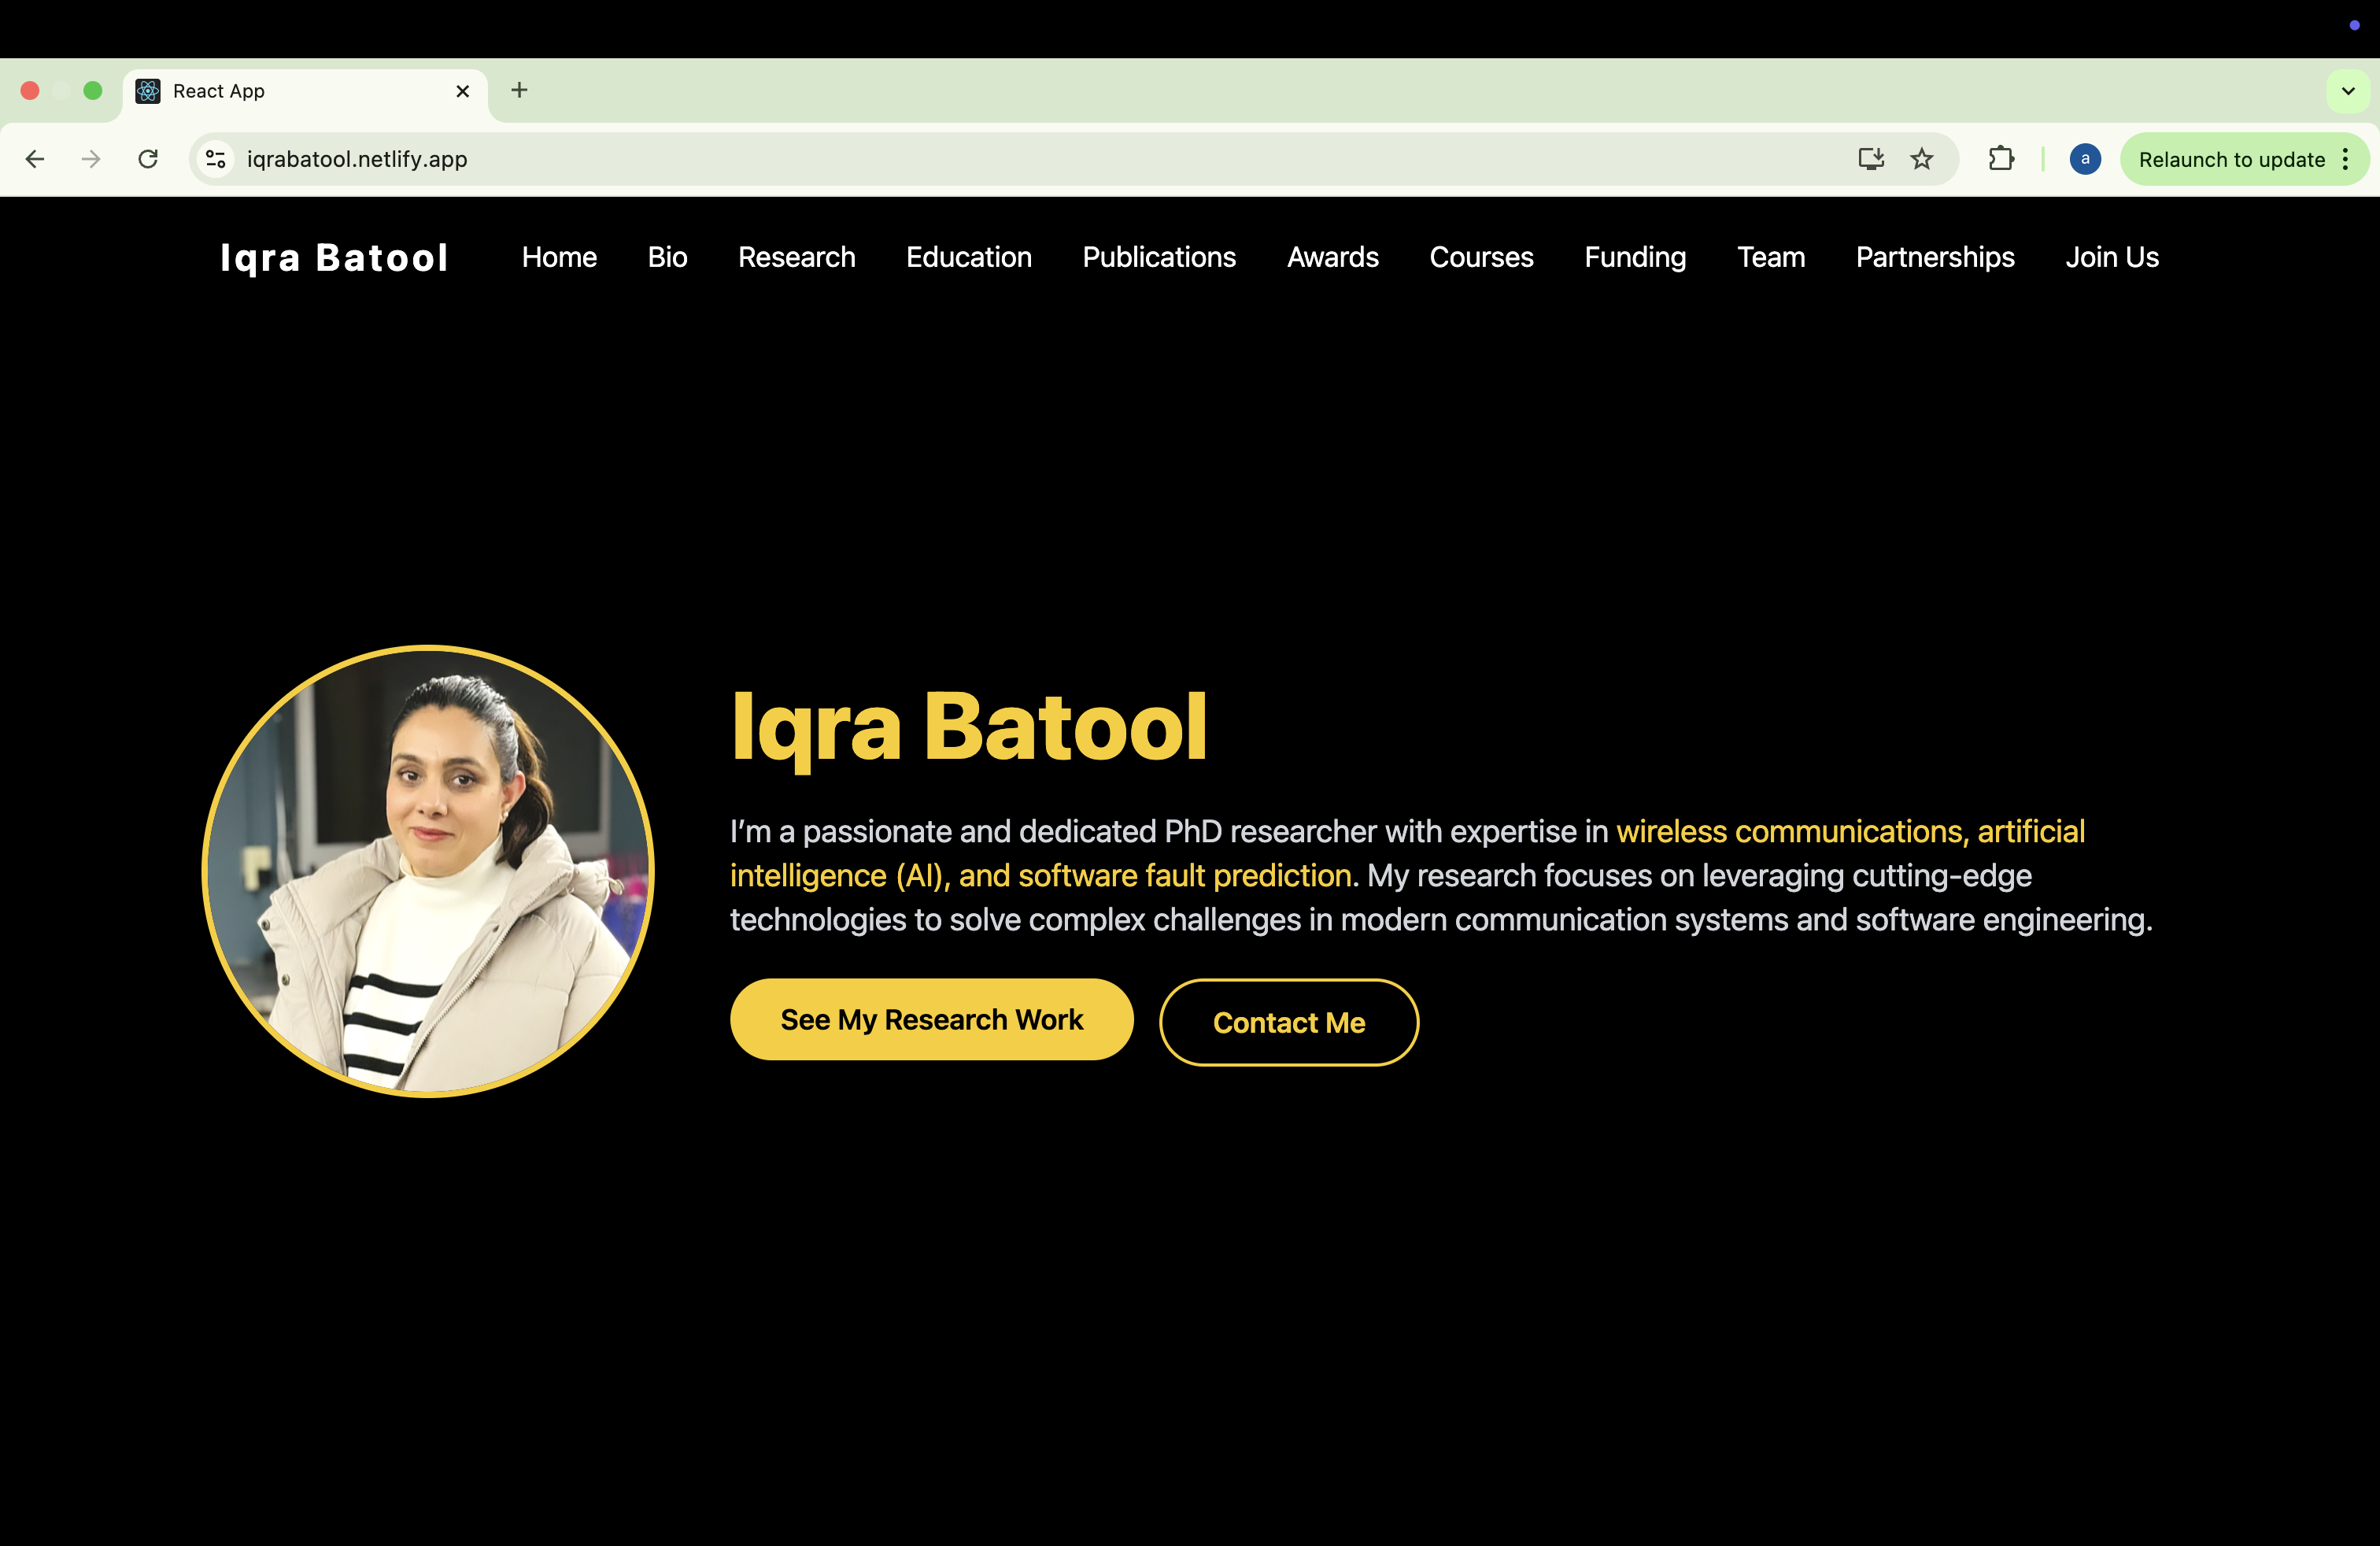 React App
iqrabatool.netlify.app
a
Relaunch to update
Iqra Batool
Home
Bio
Research
Education
Publications
Awards
Courses
Funding
Team
Partnerships
Join Us
Iqra Batool
I’m a passionate and dedicated PhD researcher with expertise in wireless communications, artificial
intelligence (AI), and software fault prediction. My research focuses on leveraging cutting-edge
technologies to solve complex challenges in modern communication systems and software engineering.
See My Research Work
Contact Me